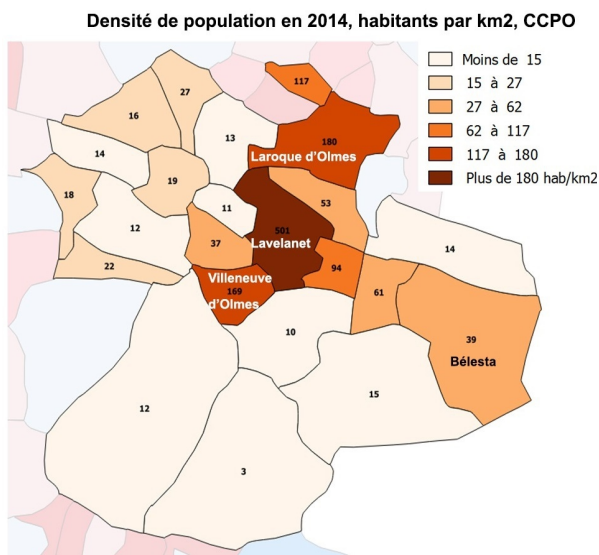 Densité de population en 2014, habitants par km2, CCPO
Moins de 15
15 à 27
27 à 62
62 à 117
117 à 180
Plus de 180 hab/km2
117
27
16
180
13
Laroque d'Olmes
14
19
18
53
11
12
501
37
Lavelanet
14
22
94
Villeneuve
169
d'Olmes
61
10
39
Bélesta
15
12
3